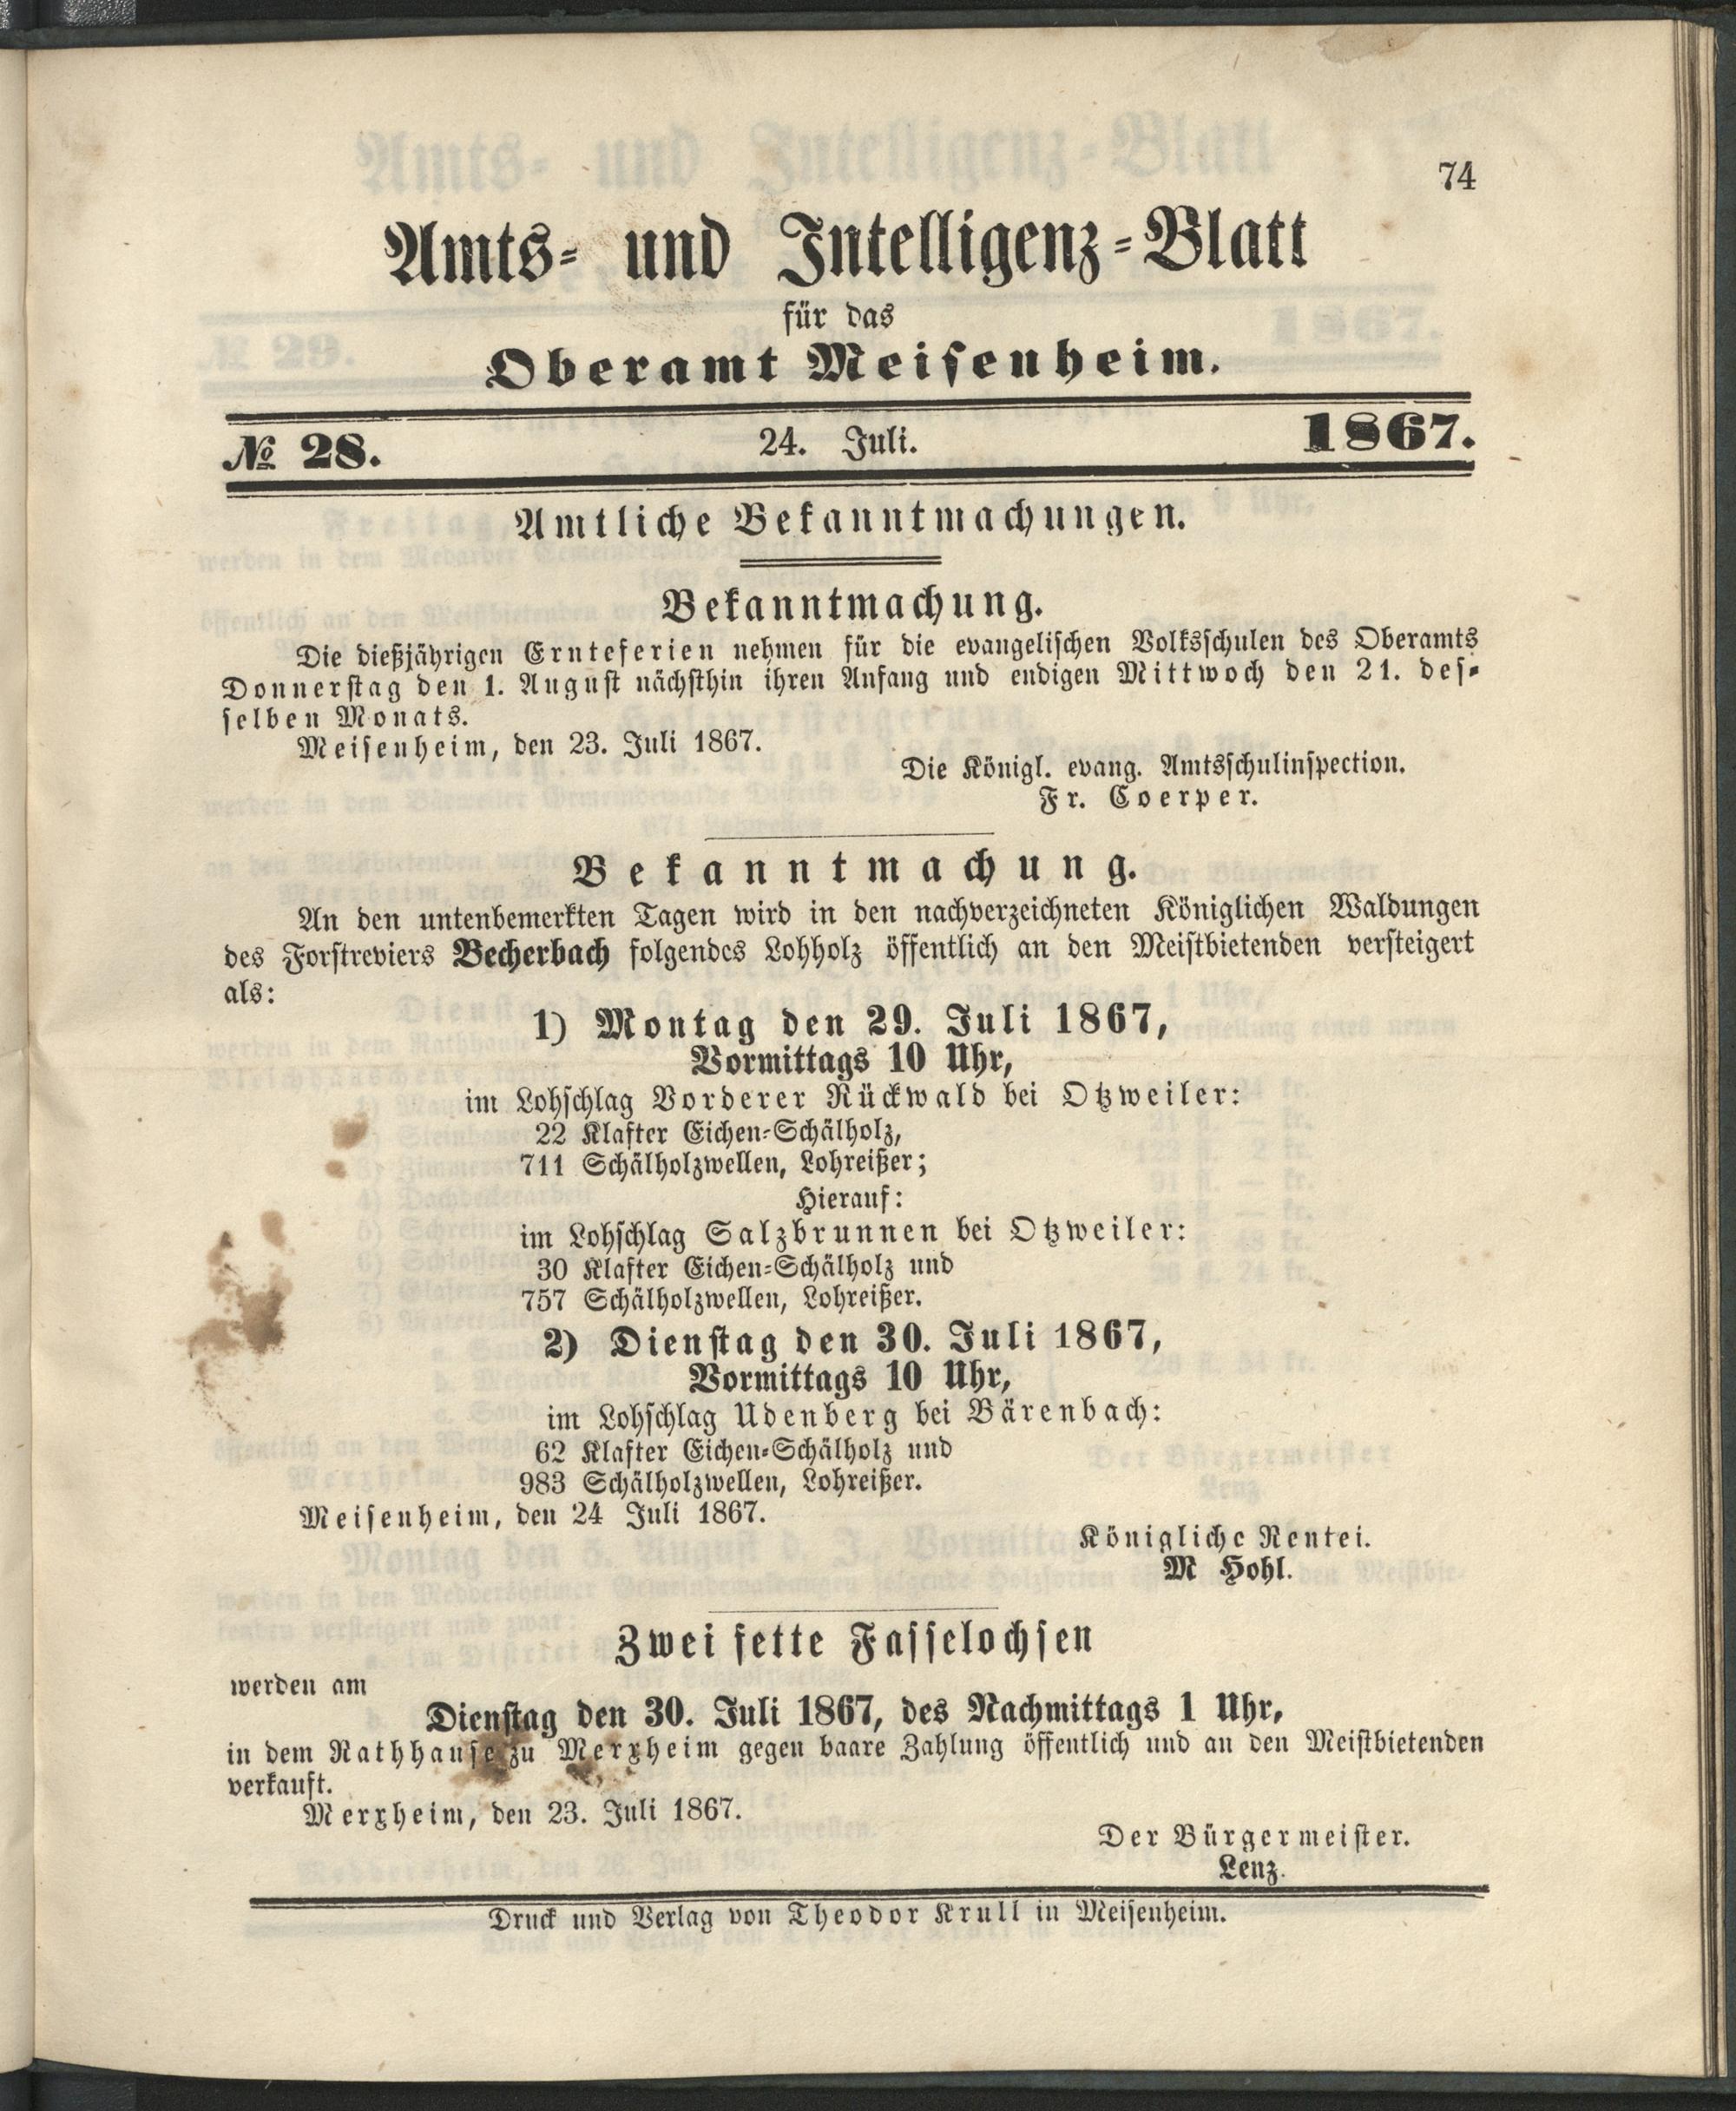 74
Amts- und Intelligenz-Blatt
für das
Oberamt Meisenheim.
№ 28. 24. Juli. 1867.
Amtliche Bekanntmachungen.
Bekanntmachung.
Die dießjährigen Ernteferien nehmen für die evangelischen Volksschulen des Oberamts
Donnerstag den 1. August nächsthin ihren Anfang und endigen Mittwoch den 21. des-
selben Monats.
Meisenheim, den 23. Juli 1867.
Die Königl. evang. Amtsschulinspection.
Fr. Coerper.
Bekanntmachung.
An den untenbemerkten Tagen wird in den nachverzeichneten Königlichen Waldungen
des Forstreviers Becherbach folgendes Lohholz öffentlich an den Meistbietenden versteigert
als:
1) Montag den 29. Juli 1867,
Vormittags 10 Uhr,
im Lohschlag Vorderer Rückwald bei Otzweiler:
22 Klafter Eichen-Schälholz,
711 Schälholzwellen, Lohreißer;
Hierauf:
im Lohschlag Salzbrunnen bei Otzweiler:
30 Klafter Eichen-Schälholz und
757 Schälholzwellen, Lohreißer.
2) Dienstag den 30. Juli 1867,
Vormittags 10 Uhr,
im Lohschlag Udenberg bei Bärenbach:
62 Klafter Eichen-Schälholz und
983 Schälholzwellen, Lohreißer.
Meisenheim, den 24 Juli 1867.
Königliche Rentei.
M Hohl.
Zwei fette Fasselochsen
werden am
Dienstag den 30. Juli 1867, des Nachmittags 1 Uhr,
in dem Rathhause zu Merxheim gegen baare Zahlung öffentlich und an den Meistbietenden
verkauft.
Merxheim, den 23. Juli 1867.
Der Bürgermeister.
Lenz.
Druck und Verlag von Theodor Krull in Meisenheim.